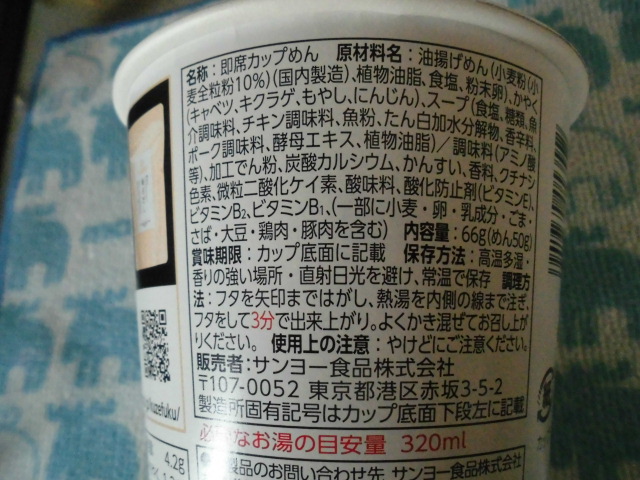 名称：即席カップめん　原材料名：油揚げめん(小麦粉(小
麦全粒粉10%)(国内製造)、植物油脂、食塩、粉末卵)、かやく
(キャベツ、キクラゲ、もやし、にんじん)、スープ(食塩、糖類、魚
介調味料、チキン調味料、魚粉、たん白加水分解物、香辛料、
ポーク調味料、酵母エキス、植物油脂)／調味料(アミノ酸
等)、加工でん粉、炭酸カルシウム、かんすい、香料、クチナシ
色素、微粒二酸化ケイ素、酸味料、酸化防止剤(ビタミンE)、
ビタミンB₂、ビタミンB₁、(一部に小麦・卵・乳成分・ごま・
さば・大豆・鶏肉・豚肉を含む)　内容量：66g(めん50g)
賞味期限：カップ底面に記載　保存方法：高温多湿・
香りの強い場所・直射日光を避け、常温で保存　調理方
法：フタを矢印まではがし、熱湯を内側の線まで注ぎ、
フタをして3分で出来上がり。よくかき混ぜてお召し上が
りください。　使用上の注意：やけどにご注意ください。
販売者：サンヨー食品株式会社
〒107-0052 東京都港区赤坂3-5-2
製造所固有記号はカップ底面下段左に記載
必要なお湯の目安量 320ml
製品のお問い合わせ先 サンヨー食品株式会社
kuzefuku/
4.2g